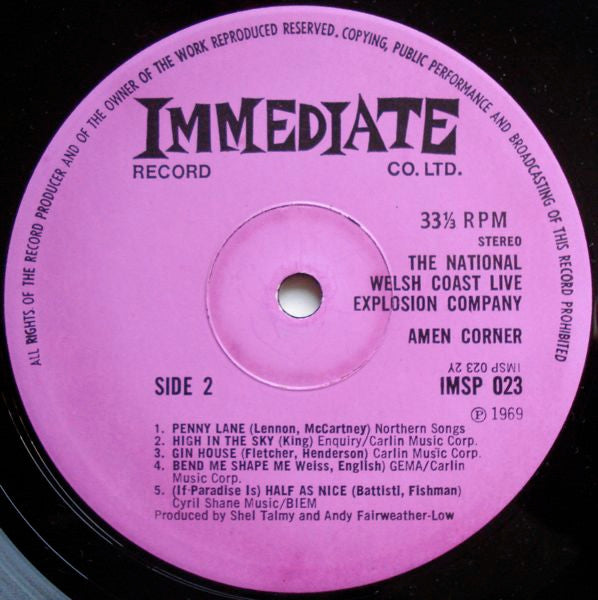 ALL RIGHTS OF THE RECORD PRODUCER AND OF THE OWNER OF THE WORK REPRODUCED RESERVED. COPYING, PUBLIC PERFORMANCE AND BROADCASTING OF THIS RECORD PROHIBITED
IMMEDIATE
RECORD CO. LTD.
33⅓ RPM
STEREO
THE NATIONAL
WELSH COAST LIVE
EXPLOSION COMPANY
AMEN CORNER
IMSP 023 2Y
SIDE 2 IMSP 023
Ⓟ 1969
1. PENNY LANE (Lennon, McCartney) Northern Songs
2. HIGH IN THE SKY (King) Enquiry/Carlin Music Corp.
3. GIN HOUSE (Fletcher, Henderson) Carlin Music Corp.
4. BEND ME SHAPE ME Weiss, English) GEMA/Carlin
Music Corp.
5. (If Paradise Is) HALF AS NICE (Battisti, Fishman)
Cyril Shane Music/BIEM
Produced by Shel Talmy and Andy Fairweather-Low